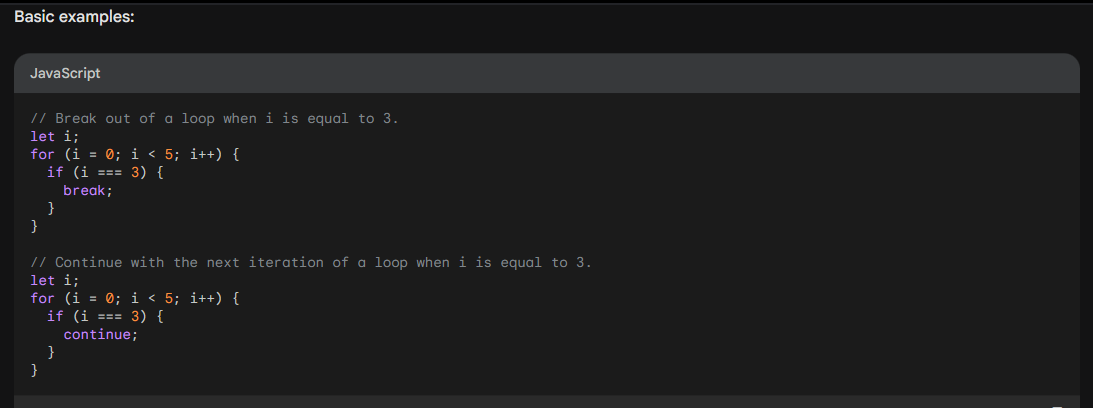 Basic examples:
JavaScript
// Break out of a loop when i is equal to 3.
let i;
for (i = 0; i < 5; i++) {
  if (i === 3) {
    break;
  }
}

// Continue with the next iteration of a loop when i is equal to 3.
let i;
for (i = 0; i < 5; i++) {
  if (i === 3) {
    continue;
  }
}